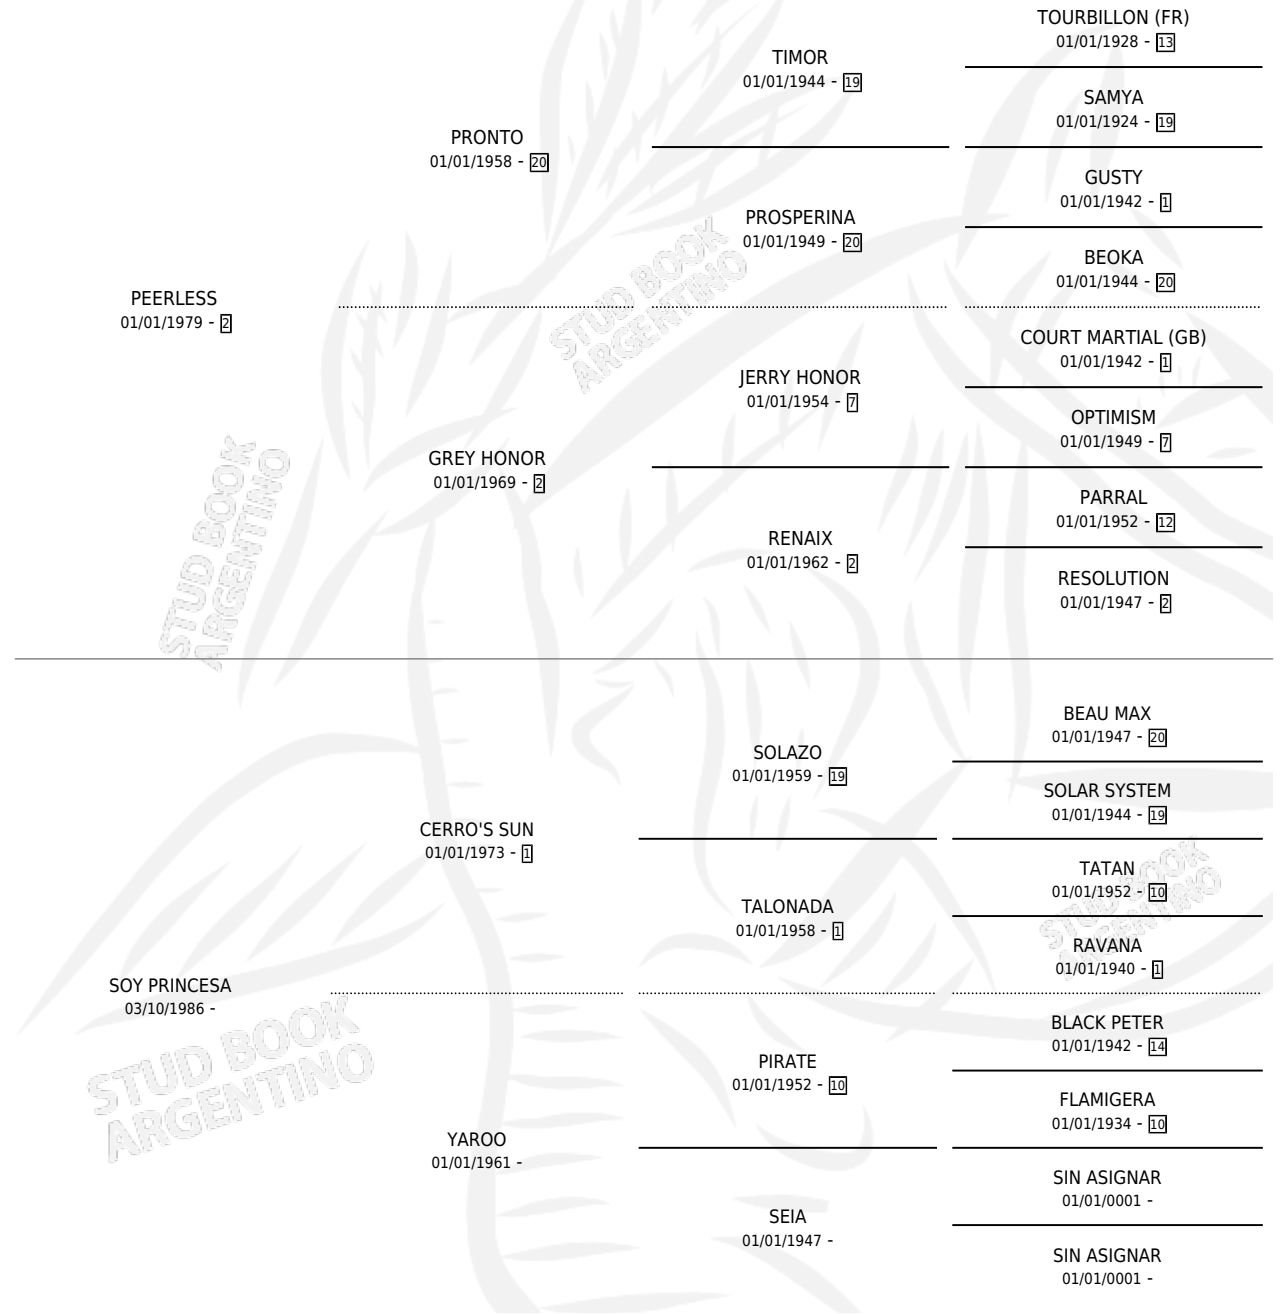 TOURBILLON (FR)
01/01/1928 - 13
TIMOR
01/01/1944 - 19
SAMYA
01/01/1924 - 19
PRONTO
01/01/1958 - 20
GUSTY
01/01/1942 - 1
PROSPERINA
01/01/1949 - 20
BEOKA
01/01/1944 - 20
PEERLESS
01/01/1979 - 2
COURT MARTIAL (GB)
01/01/1942 - 1
JERRY HONOR
01/01/1954 - 7
OPTIMISM
01/01/1949 - 7
GREY HONOR
01/01/1969 - 2
PARRAL
01/01/1952 - 12
RENAIX
01/01/1962 - 2
RESOLUTION
01/01/1947 - 2
BEAU MAX
01/01/1947 - 20
SOLAZO
01/01/1959 - 19
SOLAR SYSTEM
01/01/1944 - 19
CERRO'S SUN
01/01/1973 - 1
TATAN
01/01/1952 - 10
TALONADA
01/01/1958 - 1
RAVANA
01/01/1940 - 1
SOY PRINCESA
03/10/1986 -
BLACK PETER
01/01/1942 - 14
PIRATE
01/01/1952 - 10
FLAMIGERA
01/01/1934 - 10
YAROO
01/01/1961 -
SIN ASIGNAR
01/01/0001 -
SEIA
01/01/1947 -
SIN ASIGNAR
01/01/0001 -
STUD BOOK
ARGENTINO
STUD BOOK
ARGENTINO
STUD BOOK
ARGENTINO
STUD BOOK
ARGENTINO